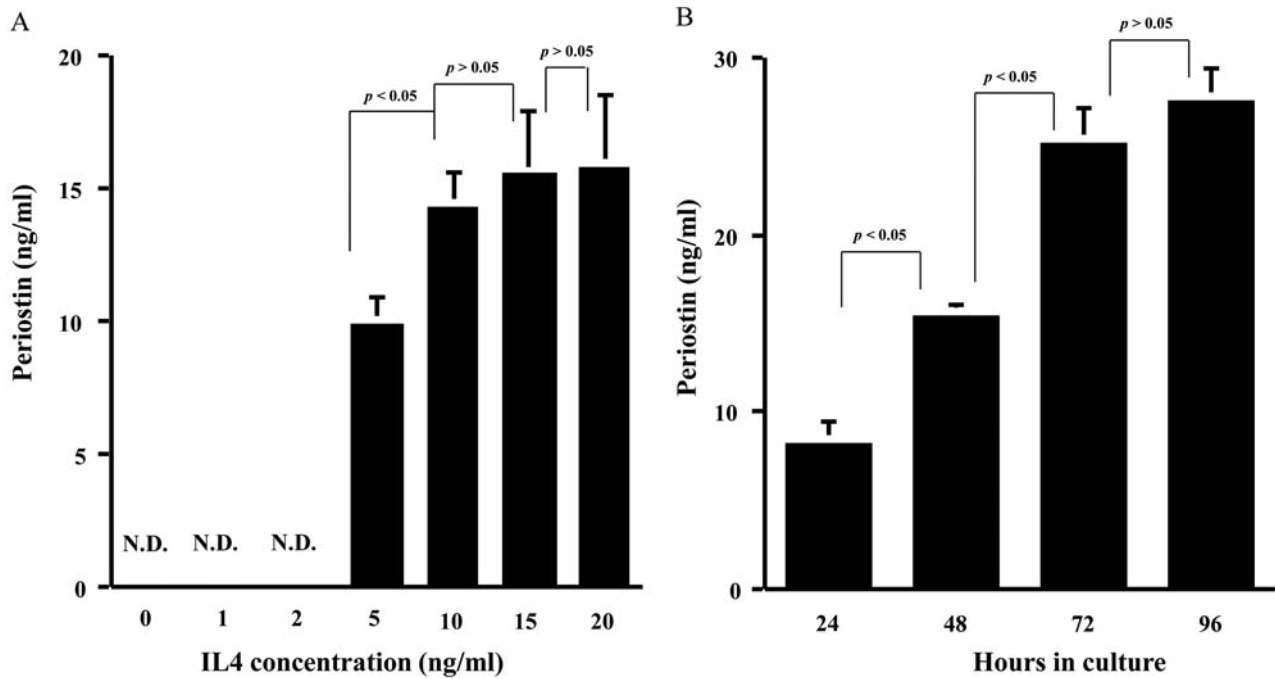 A
Periostin (ng/ml)
20
15
10
5
0
p < 0.05
p > 0.05
p > 0.05
N.D. N.D. N.D.
0 1 2 5 10 15 20
IL4 concentration (ng/ml)
B
Periostin (ng/ml)
30
20
10
0
p < 0.05
p < 0.05
p > 0.05
24 48 72 96
Hours in culture